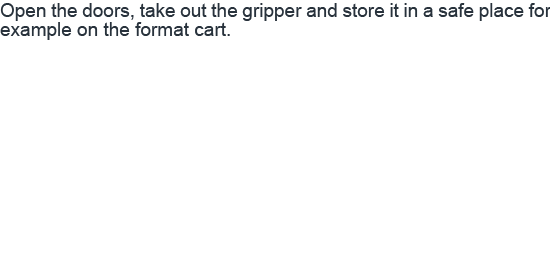 Open the doors, take out the gripper and store it in a safe place for
example on the format cart.